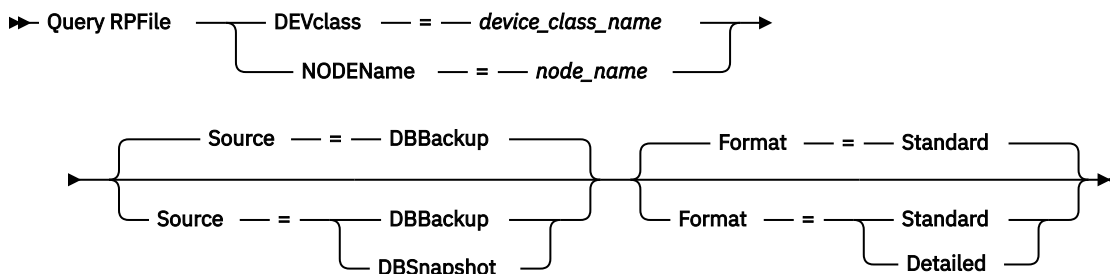 Query RPFile DEVclass = device_class_name
NODEName = node_name
Source = DBBackup Format = Standard
Source = DBBackup Format = Standard
DBSnapshot Detailed